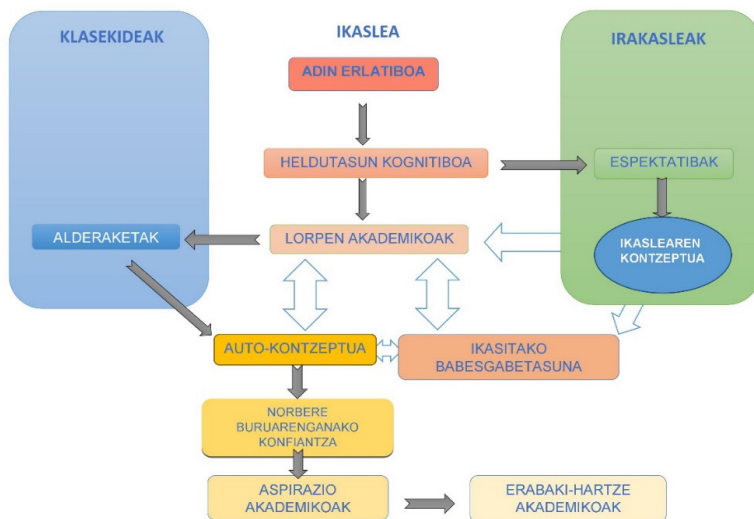 KLASEKIDEAK
IKASLEA
IRAKASLEAK
ADIN ERLATIBOA
HELDUTASUN KOGNITIBOA
ESPEKTATIBAK
ALDERAKETAK
LORPEN AKADEMIKOAK
IKASLEAREN
KONTZEPTUA
AUTO-KONTZEPTUA
IKASITAKO
BABESGABETASUNA
NORBERE
BURUARENGANAKO
KONFIANTZA
ASPIRAZIO
AKADEMIKOAK
ERABAKI-HARTZE
AKADEMIKOAK